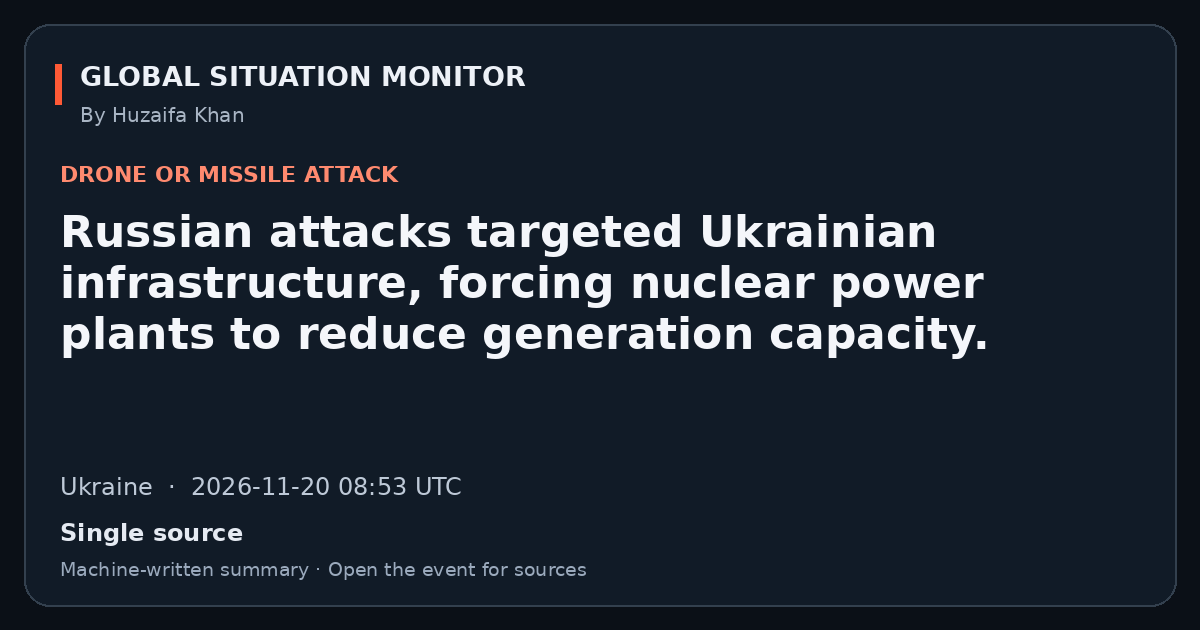 GLOBAL SITUATION MONITOR
By Huzaifa Khan
DRONE OR MISSILE ATTACK
Russian attacks targeted Ukrainian
infrastructure, forcing nuclear power
plants to reduce generation capacity.
Ukraine · 2026-11-20 08:53 UTC
Single source
Machine-written summary · Open the event for sources